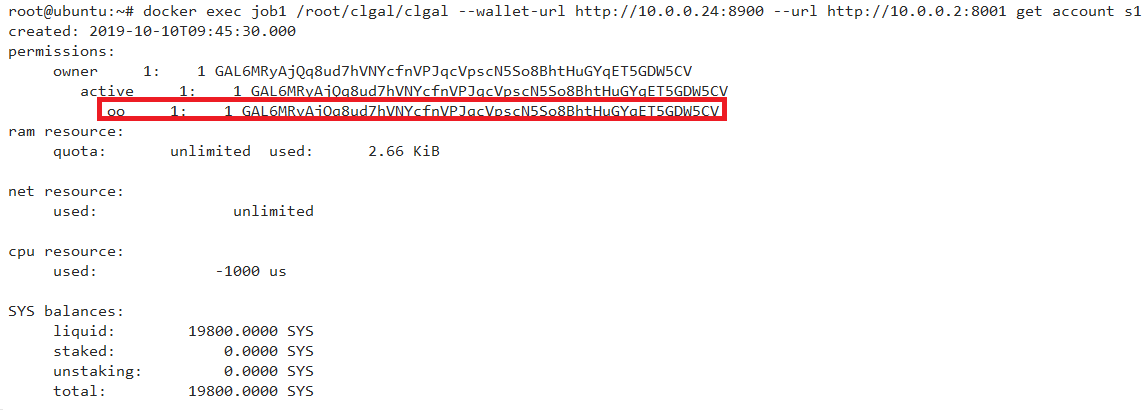 root@ubuntu:~# docker exec job1 /root/clgal/clgal --wallet-url http://10.0.0.24:8900 --url http://10.0.0.2:8001 get account s1
created: 2019-10-10T09:45:30.000
permissions:
owner 1: 1 GAL6MRyAjQq8ud7hVNYcfnVPJqcVpscN5So8BhtHuGYqET5GDW5CV
active 1: 1 GAL6MRyAjQq8ud7hVNYcfnVPJqcVpscN5So8BhtHuGYqET5GDW5CV
oo 1: 1 GAL6MRyAjQq8ud7hVNYcfnVPJqcVpscN5So8BhtHuGYqET5GDW5CV
ram resource:
quota: unlimited used: 2.66 KiB
net resource:
used: unlimited
cpu resource:
used: -1000 us
SYS balances:
liquid: 19800.0000 SYS
staked: 0.0000 SYS
unstaking: 0.0000 SYS
total: 19800.0000 SYS